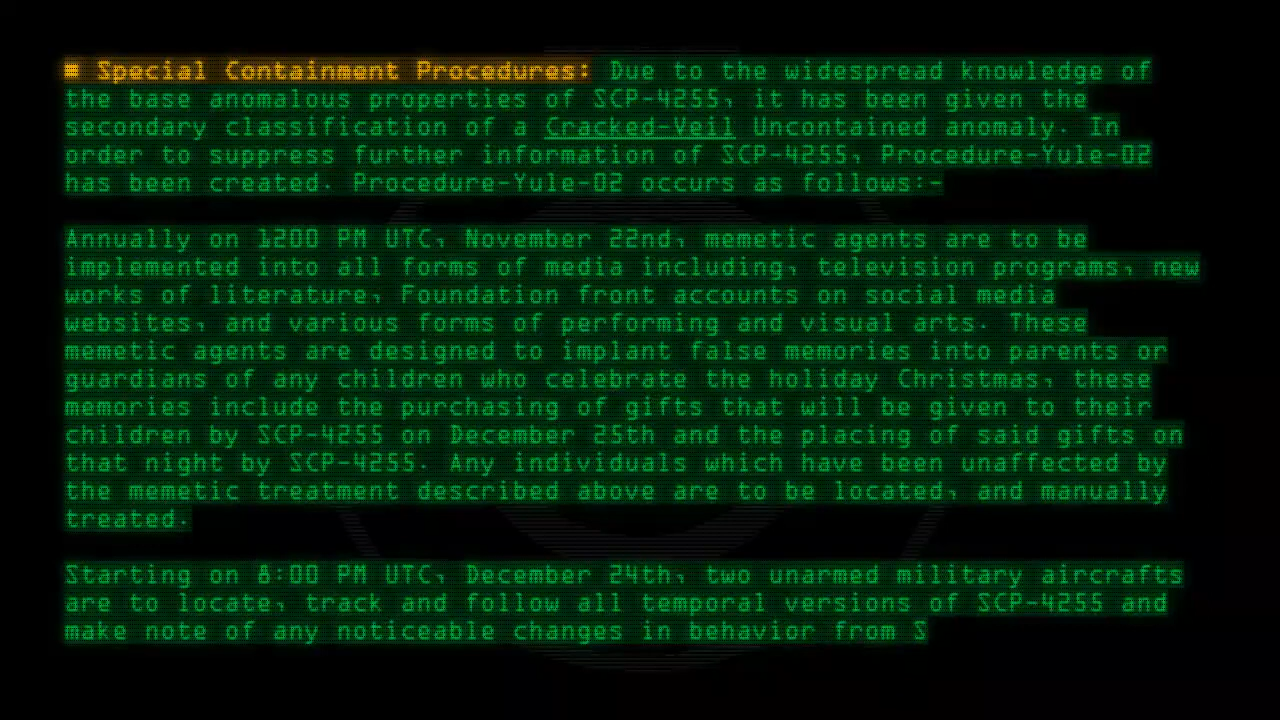 ■ Special Containment Procedures: Due to the widespread knowledge of
the base anomalous properties of SCP-4255, it has been given the
secondary classification of a Cracked-Veil Uncontained anomaly. In
order to suppress further information of SCP-4255, Procedure-Yule-02
has been created. Procedure-Yule-02 occurs as follows:-
Annually on 1200 PM UTC, November 22nd, memetic agents are to be
implemented into all forms of media including, television programs, new
works of literature, Foundation front accounts on social media
websites, and various forms of performing and visual arts. These
memetic agents are designed to implant false memories into parents or
guardians of any children who celebrate the holiday Christmas, these
memories include the purchasing of gifts that will be given to their
children by SCP-4255 on December 25th and the placing of said gifts on
that night by SCP-4255. Any individuals which have been unaffected by
the memetic treatment described above are to be located, and manually
treated.
Starting on 8:00 PM UTC, December 24th, two unarmed military aircrafts
are to locate, track and follow all temporal versions of SCP-4255 and
make note of any noticeable changes in behavior from S